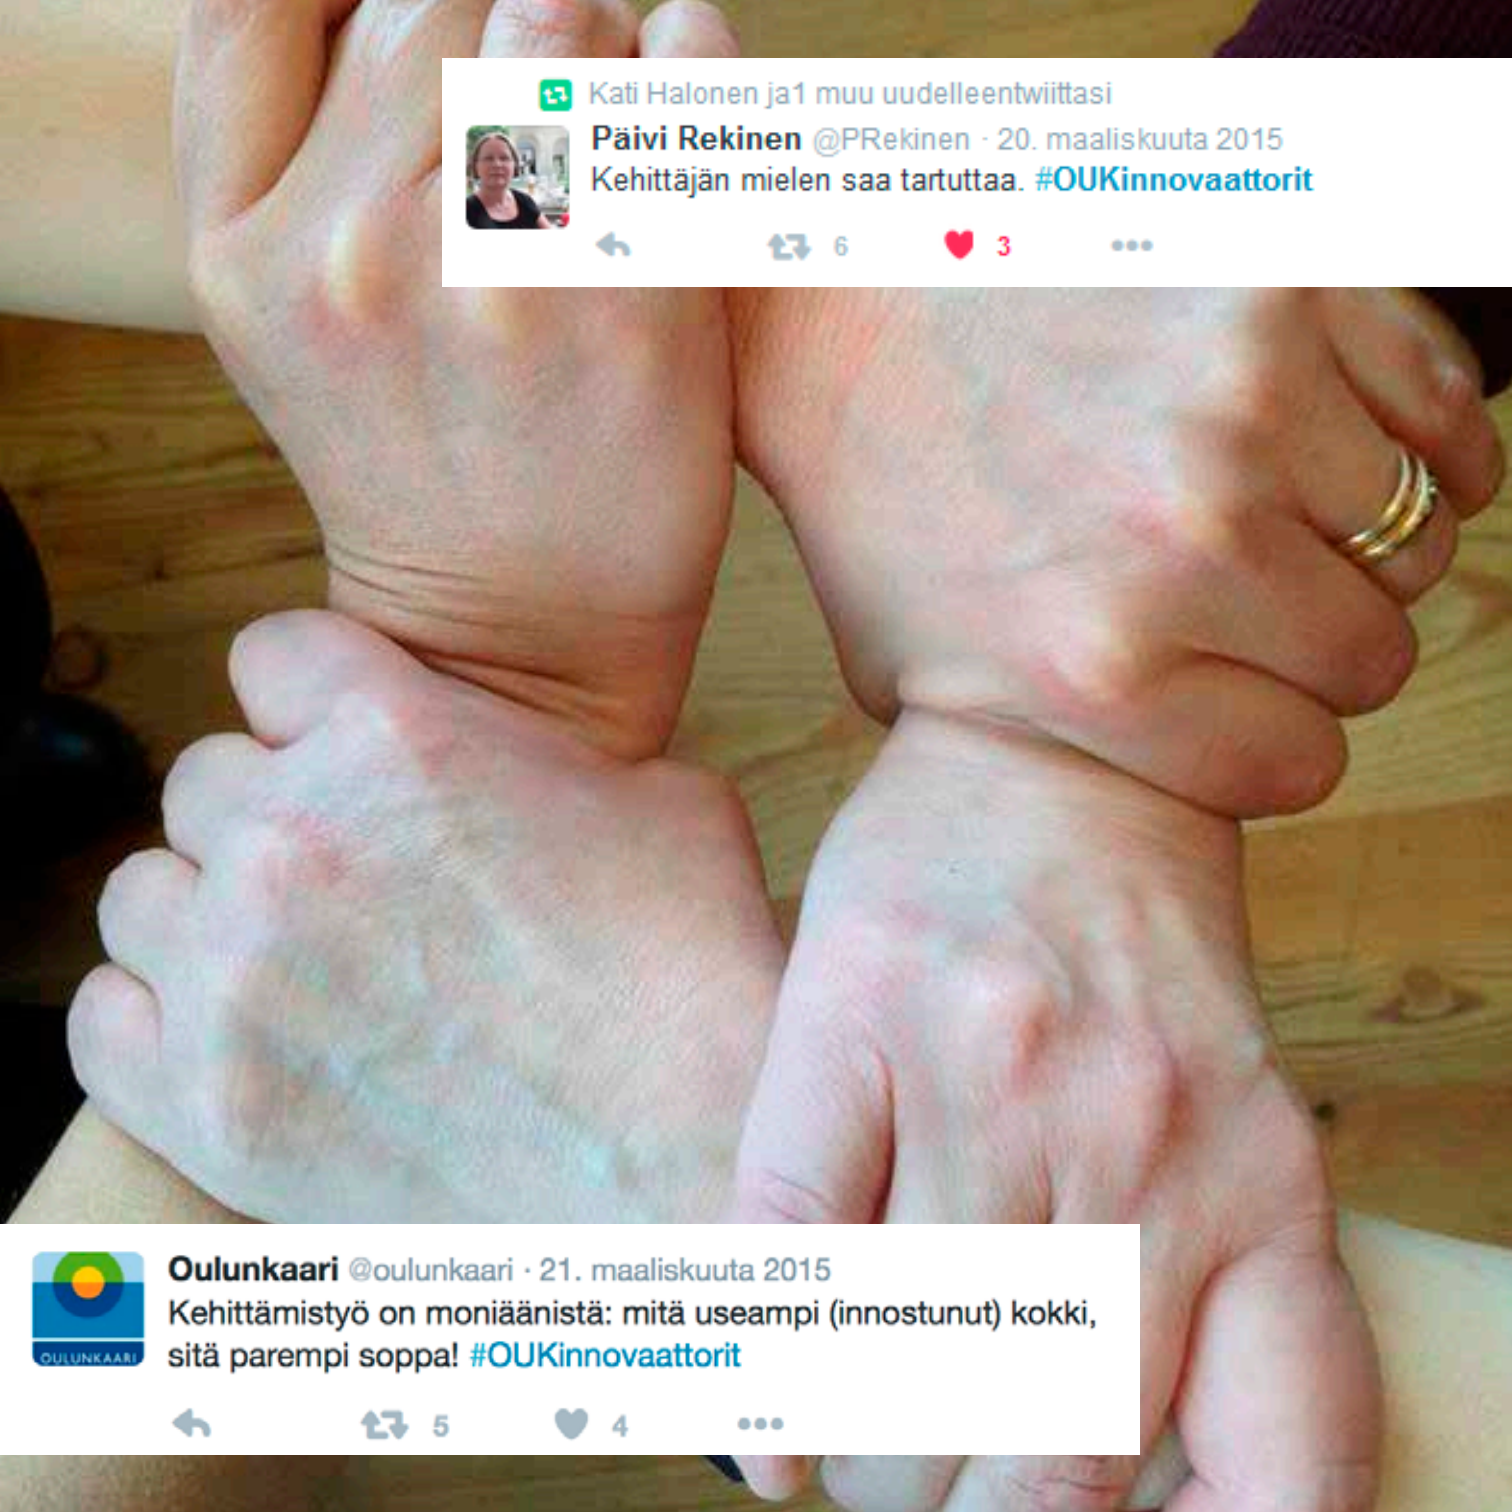 Kati Halonen ja1 muu uudelleentwiittasi
Päivi Rekinen @PRekinen · 20. maaliskuuta 2015
Kehittäjän mielen saa tartuttaa. #OUKinnovaattorit
6 3
Oulunkaari @oulunkaari · 21. maaliskuuta 2015
Kehittämistyö on moniäänistä: mitä useampi (innostunut) kokki,
sitä parempi soppa! #OUKinnovaattorit
OULUNKAARI
5 4